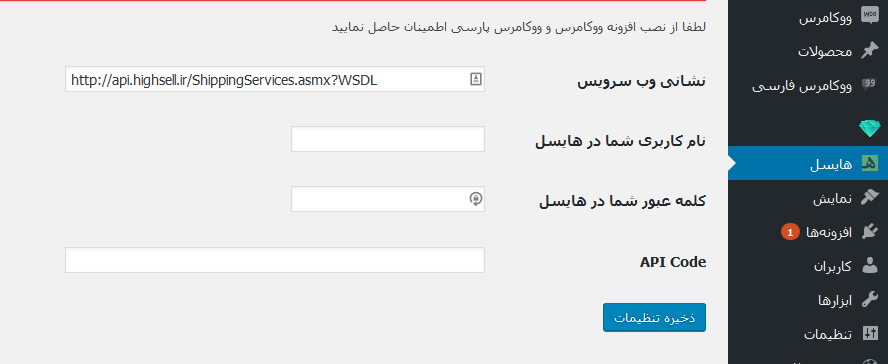 لطفا از نصب افزونه ووکامرس و ووکامرس پارسی اطمینان حاصل نمایید
نشانی وب سرویس
http://api.highsell.ir/ShippingServices.asmx?WSDL
نام کاربری شما در هایسل
کلمه عبور شما در هایسل
API Code
ذخیره تنظیمات
ووکامرس
محصولات
ووکامرس فارسی
هایسل
نمایش
افزونه‌ها 1
کاربران
ابزارها
تنظیمات